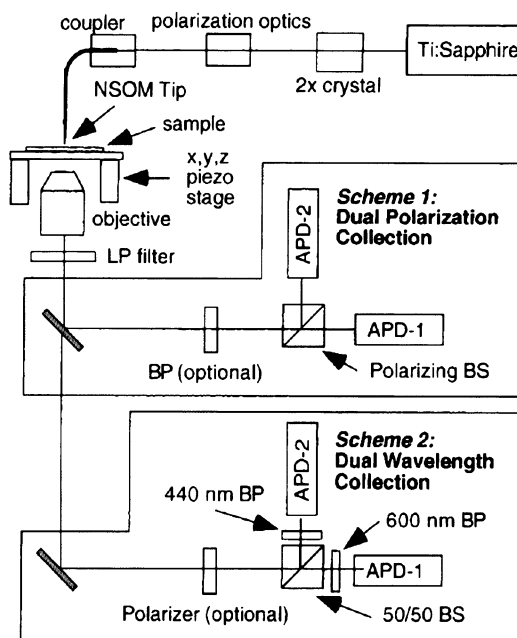 coupler
polarization optics
Ti:Sapphire
2x crystal
NSOM Tip
sample
x,y,z
piezo
stage
objective
LP filter
Scheme 1:
Dual Polarization
Collection
APD-2
APD-1
BP (optional)
Polarizing BS
Scheme 2:
Dual Wavelength
Collection
APD-2
440 nm BP
600 nm BP
APD-1
Polarizer (optional)
50/50 BS